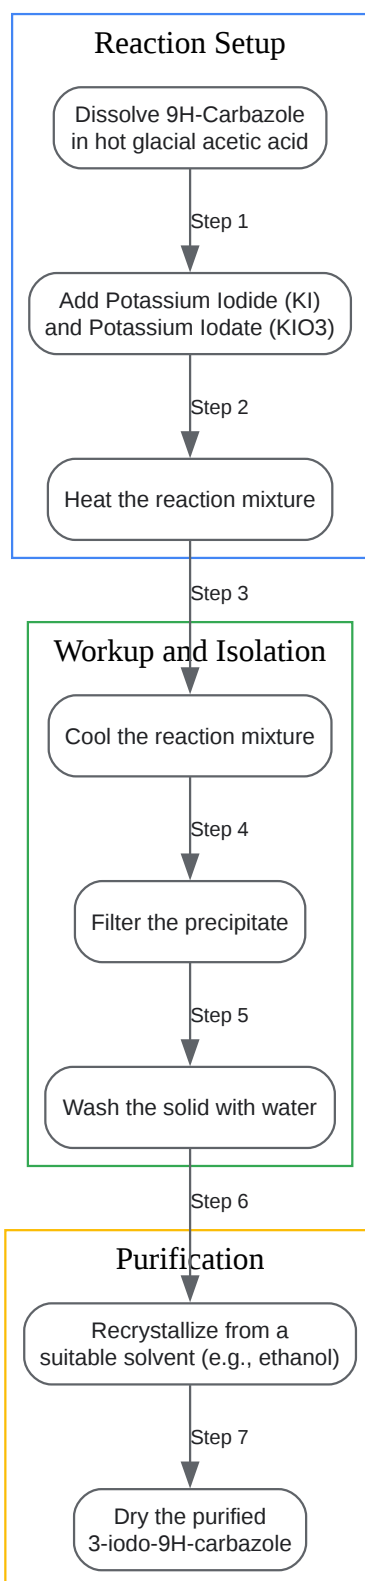 Reaction Setup
Dissolve 9H-Carbazole
in hot glacial acetic acid
Step 1
Add Potassium Iodide (KI)
and Potassium Iodate (KIO3)
Step 2
Heat the reaction mixture
Step 3
Workup and Isolation
Cool the reaction mixture
Step 4
Filter the precipitate
Step 5
Wash the solid with water
Step 6
Purification
Recrystallize from a
suitable solvent (e.g., ethanol)
Step 7
Dry the purified
3-iodo-9H-carbazole